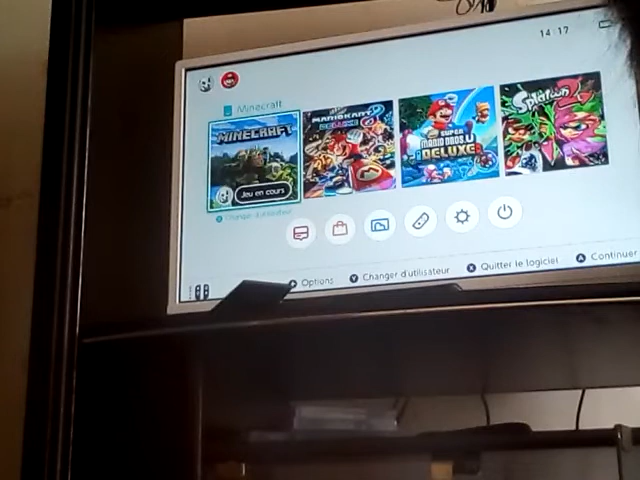 14:17
Minecraft
MINECRAFT
Jeu en cours
MARIOKART 8
DELUXE
SUPER
MARIO BROS. U
DELUXE
Splatoon 2
Changer d'utilisateur
Options
Changer d'utilisateur
Quitter le logiciel
Continuer